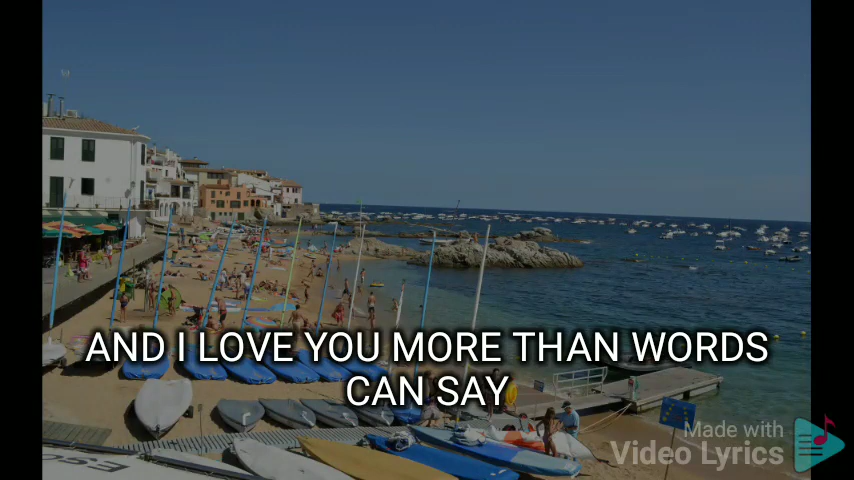 AND I LOVE YOU MORE THAN WORDS
CAN SAY
Made with
Video Lyrics